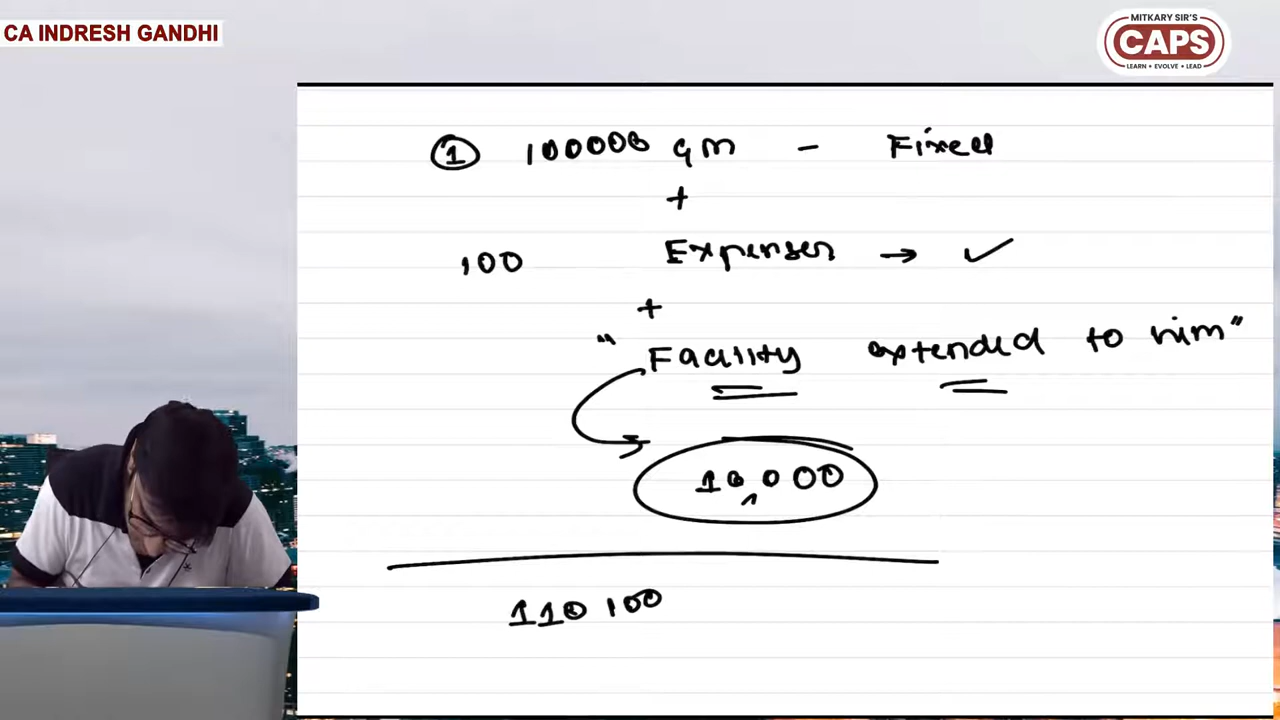 CA INDRESH GANDHI
MITKARY SIR'S
CAPS
LEARN • EVOLVE • LEAD
① 100000 qm - Fixed
+
100 Expenses → ✓
+
"Facility extended to him"
10,000
110 100